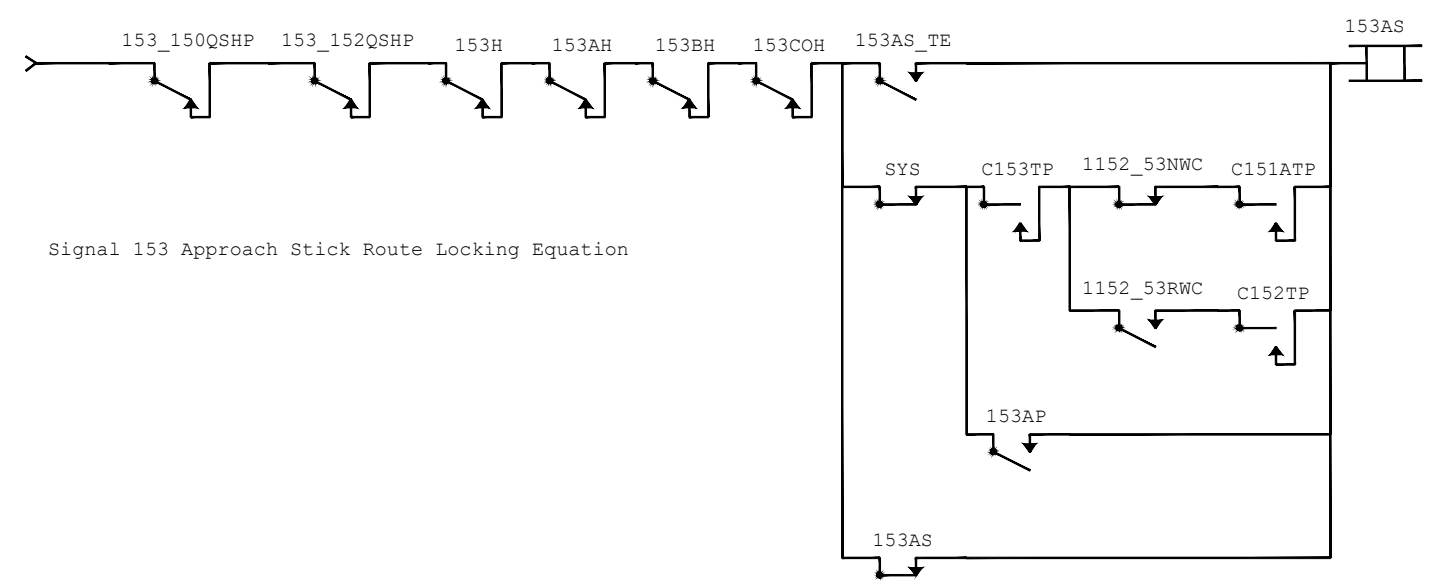 153AS
153_150QSHP 153_152QSHP 153H 153AH 153BH 153COH 153AS_TE
SYS C153TP 1152_53NWC C151ATP
Signal 153 Approach Stick Route Locking Equation
1152_53RWC C152TP
153AP
153AS